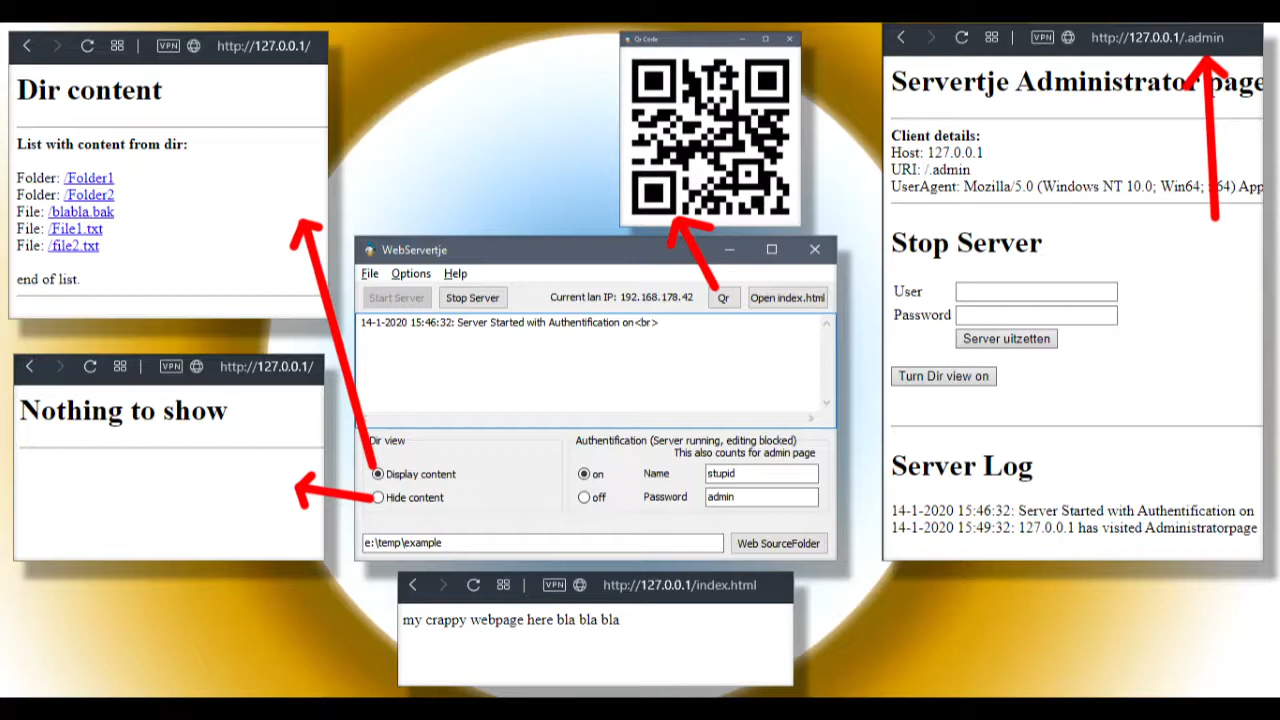 VPN http://127.0.0.1/
Dir content
List with content from dir:
Folder: /Folder1
Folder: /Folder2
File: /blabla.bak
File: /File1.txt
File: /file2.txt
end of list.
VPN http://127.0.0.1/
Nothing to show
Qr Code
WebServertje
File Options Help
Start Server Stop Server Current lan IP: 192.168.178.42 Qr Open index.html
14-1-2020 15:46:32: Server Started with Authentification on<br>
Dir view
Display content
Hide content
Authentification (Server running, editing blocked)
This also counts for admin page
on Name stupid
off Password admin
e:\temp\example Web SourceFolder
VPN http://127.0.0.1/index.html
my crappy webpage here bla bla bla
VPN http://127.0.0.1/.admin
Servertje Administrator page
Client details:
Host: 127.0.0.1
URI: /.admin
UserAgent: Mozilla/5.0 (Windows NT 10.0; Win64; x64) App
Stop Server
User
Password
Server uitzetten
Turn Dir view on
Server Log
14-1-2020 15:46:32: Server Started with Authentification on
14-1-2020 15:49:32: 127.0.0.1 has visited Administratorpage